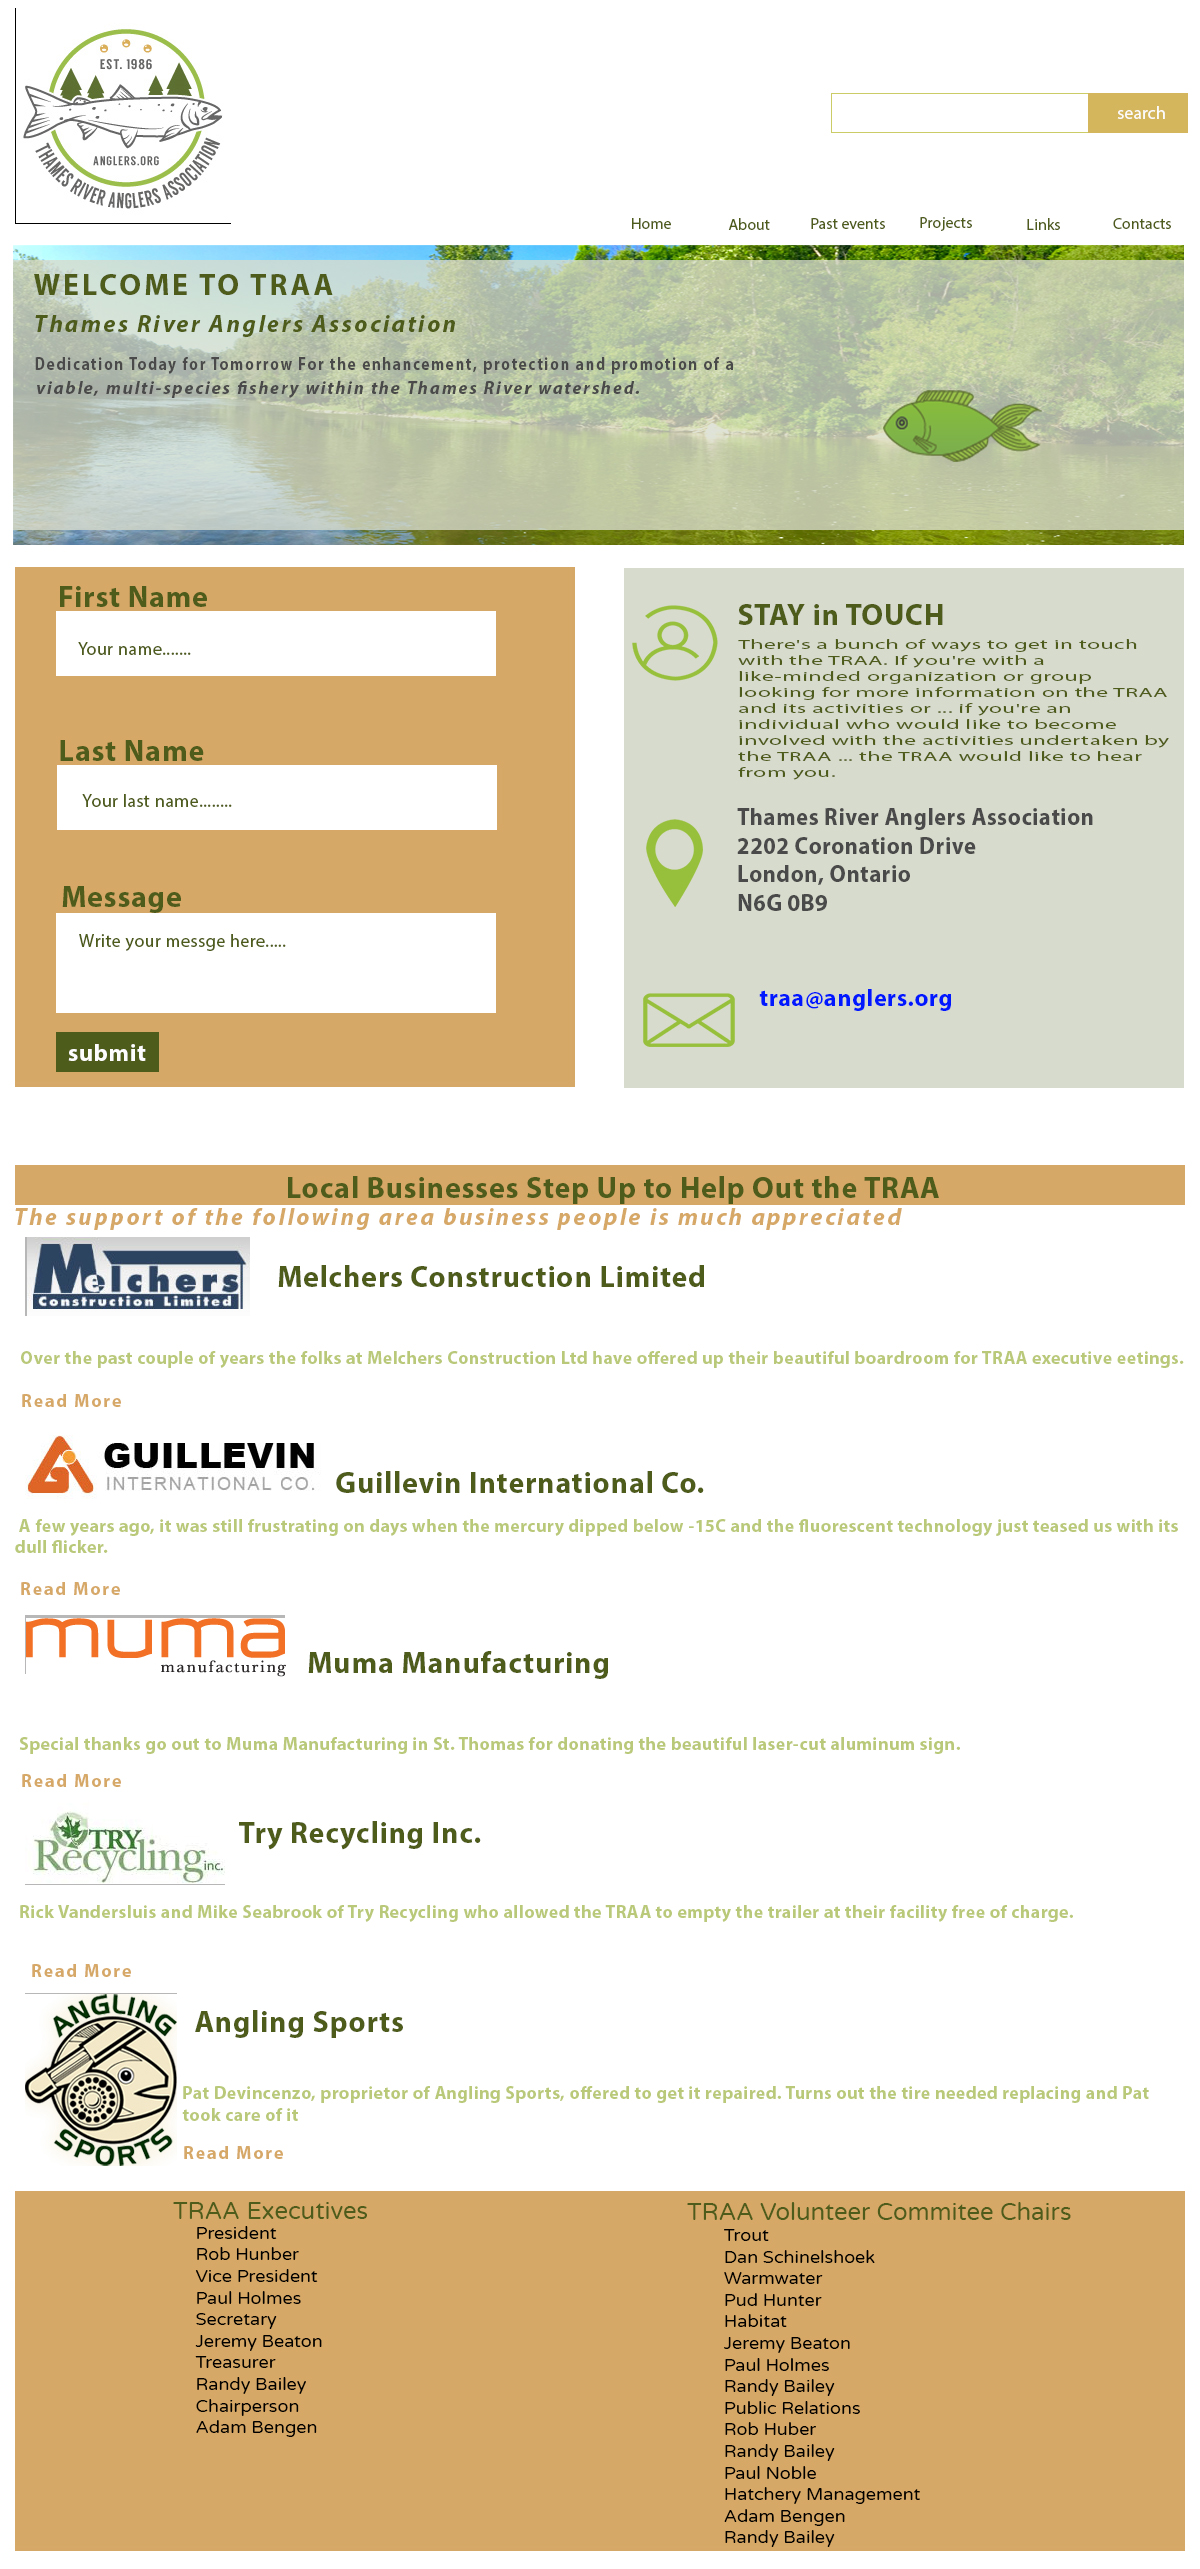 EST. 1986
ANGLERS.ORG
THAMES RIVER ANGLERS ASSOCIATION
search
Home
About
Past events
Projects
Links
Contacts
WELCOME TO TRAA
Thames River Anglers Association
Dedication Today for Tomorrow For the enhancement, protection and promotion of a
viable, multi-species fishery within the Thames River watershed.
First Name
Your name.......
Last Name
Your last name........
Message
Write your messge here.....
submit
STAY in TOUCH
There's a bunch of ways to get in touch
with the TRAA. If you're with a
like-minded organization or group
looking for more information on the TRAA
and its activities or ... if you're an
individual who would like to become
involved with the activities undertaken by
the TRAA ... the TRAA would like to hear
from you.
Thames River Anglers Association
2202 Coronation Drive
London, Ontario
N6G 0B9
traa@anglers.org
Local Businesses Step Up to Help Out the TRAA
The support of the following area business people is much appreciated
Melchers
Construction Limited
Melchers Construction Limited
Over the past couple of years the folks at Melchers Construction Ltd have offered up their beautiful boardroom for TRAA executive eetings.
Read More
GUILLEVIN
INTERNATIONAL CO.
Guillevin International Co.
A few years ago, it was still frustrating on days when the mercury dipped below -15C and the fluorescent technology just teased us with its
dull flicker.
Read More
muma
manufacturing
Muma Manufacturing
Special thanks go out to Muma Manufacturing in St. Thomas for donating the beautiful laser-cut aluminum sign.
Read More
TRY
Recycling inc.
Try Recycling Inc.
Rick Vandersluis and Mike Seabrook of Try Recycling who allowed the TRAA to empty the trailer at their facility free of charge.
Read More
ANGLING
SPORTS
Angling Sports
Pat Devincenzo, proprietor of Angling Sports, offered to get it repaired. Turns out the tire needed replacing and Pat
took care of it
Read More
TRAA Executives
President
Rob Hunber
Vice President
Paul Holmes
Secretary
Jeremy Beaton
Treasurer
Randy Bailey
Chairperson
Adam Bengen
TRAA Volunteer Commitee Chairs
Trout
Dan Schinelshoek
Warmwater
Pud Hunter
Habitat
Jeremy Beaton
Paul Holmes
Randy Bailey
Public Relations
Rob Huber
Randy Bailey
Paul Noble
Hatchery Management
Adam Bengen
Randy Bailey